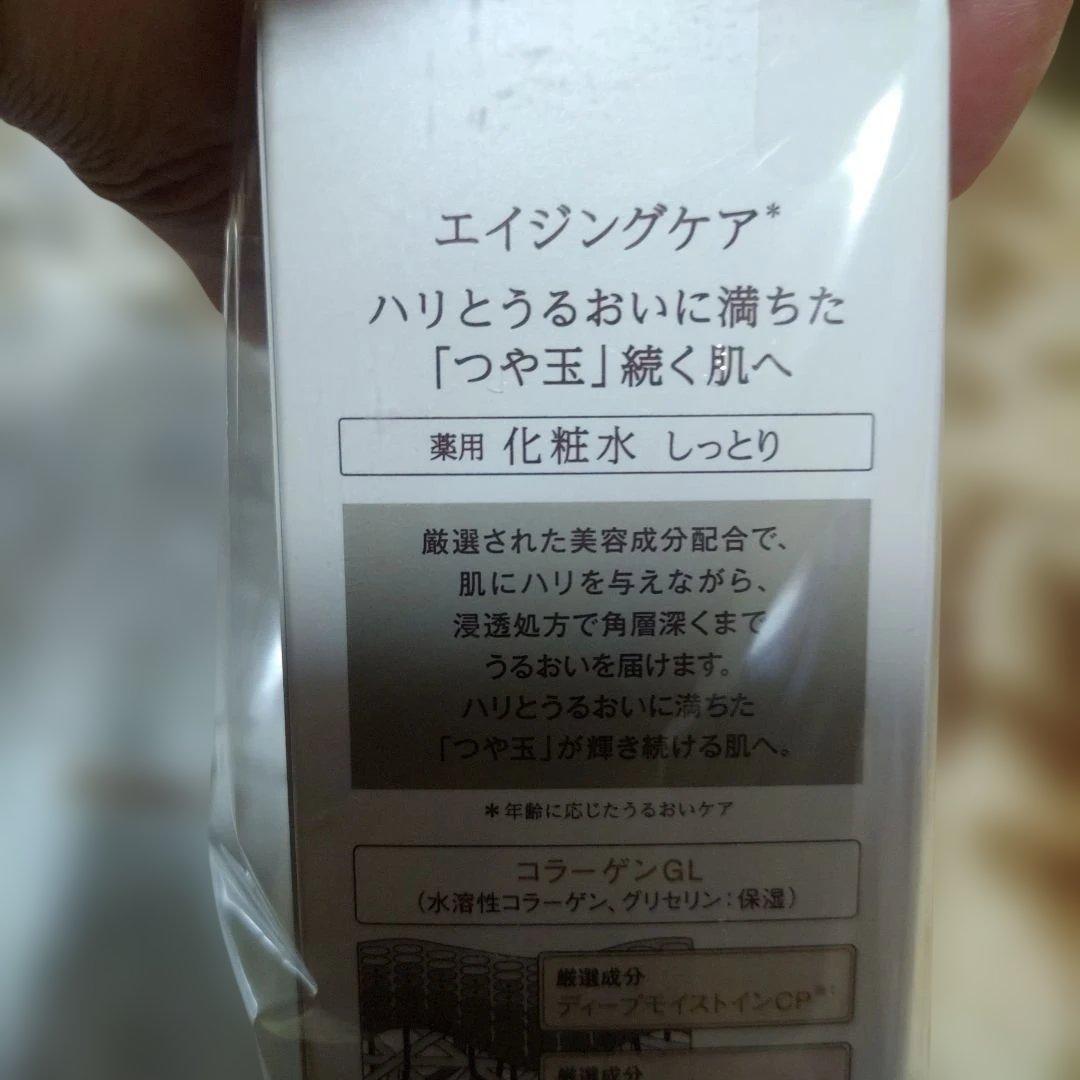 エイジングケア*
ハリとうるおいに満ちた
「つや玉」続く肌へ
薬用 化粧水 しっとり
厳選された美容成分配合で、
肌にハリを与えながら、
浸透処方で角層深くまで
うるおいを届けます。
ハリとうるおいに満ちた
「つや玉」が輝き続ける肌へ。
*年齢に応じたうるおいケア
コラーゲンGL
(水溶性コラーゲン、グリセリン:保湿)
厳選成分
ディープモイストインCP
厳選成分